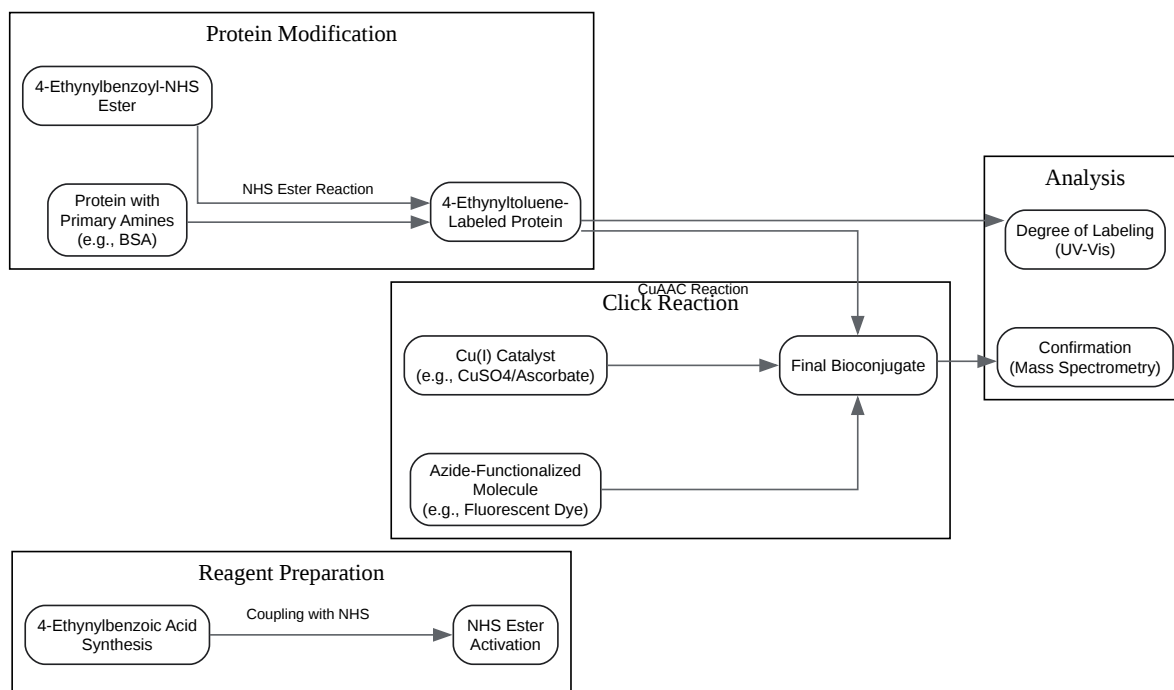 Protein Modification
4-Ethynylbenzoyl-NHS
Ester
NHS Ester Reaction
Protein with
Primary Amines
(e.g., BSA)
4-Ethynyltoluene-
Labeled Protein
Analysis
Degree of Labeling
(UV-Vis)
Confirmation
(Mass Spectrometry)
CuAAC Reaction
Click Reaction
Cu(I) Catalyst
(e.g., CuSO4/Ascorbate)
Final Bioconjugate
Azide-Functionalized
Molecule
(e.g., Fluorescent Dye)
Reagent Preparation
4-Ethynylbenzoic Acid
Synthesis
Coupling with NHS
NHS Ester
Activation